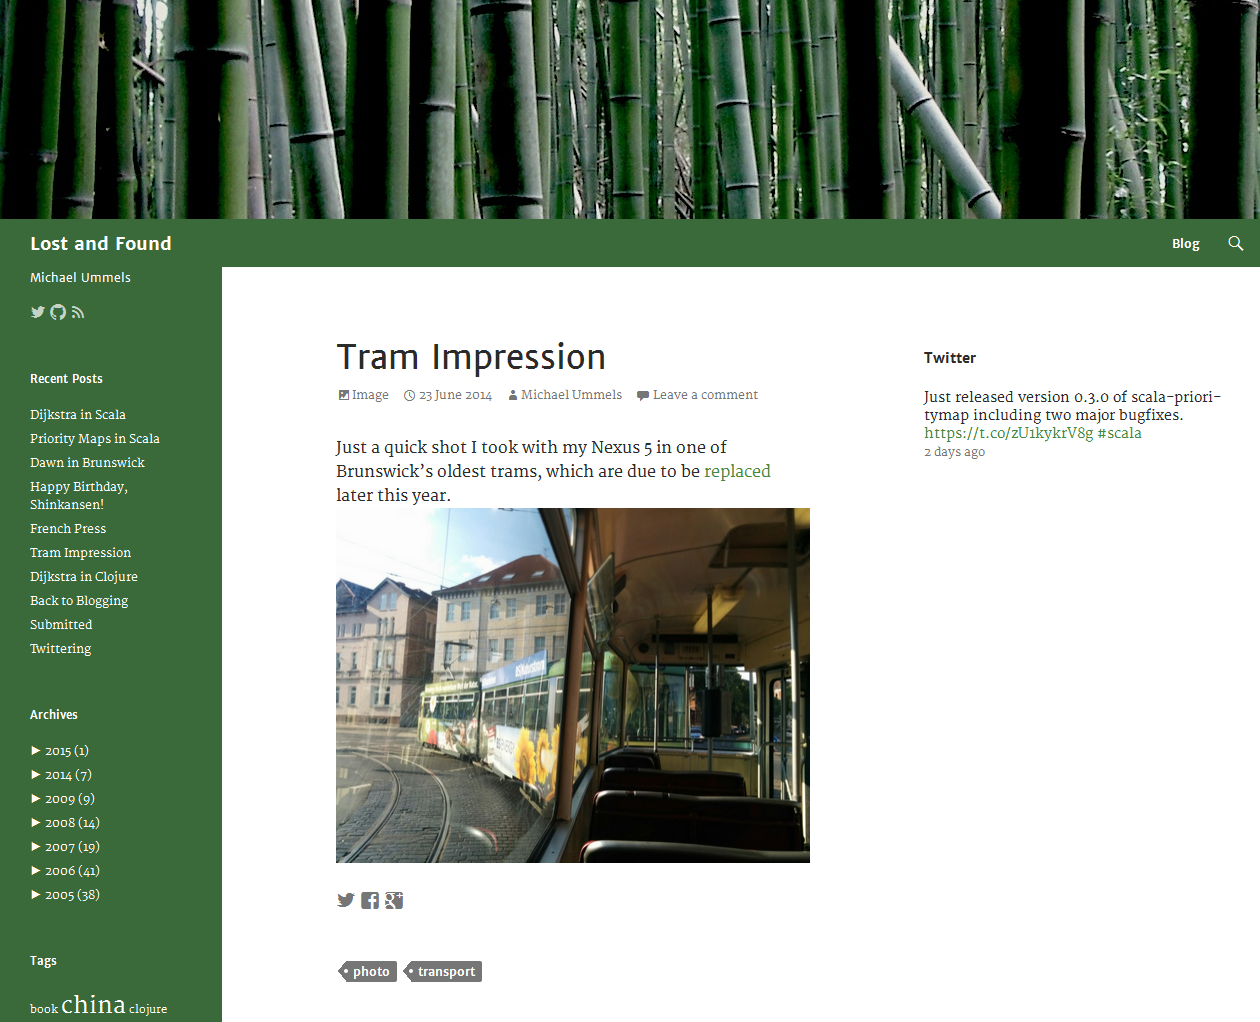 Lost and Found
Blog
Michael Ummels
Recent Posts
Dijkstra in Scala
Priority Maps in Scala
Dawn in Brunswick
Happy Birthday,
Shinkansen!
French Press
Tram Impression
Dijkstra in Clojure
Back to Blogging
Submitted
Twittering
Archives
► 2015 (1)
► 2014 (7)
► 2009 (9)
► 2008 (14)
► 2007 (19)
► 2006 (41)
► 2005 (38)
Tags
book china clojure
Tram Impression
Image 23 June 2014 Michael Ummels Leave a comment
Just a quick shot I took with my Nexus 5 in one of
Brunswick’s oldest trams, which are due to be replaced
later this year.
photo transport
Twitter
Just released version 0.3.0 of scala-priori-
tymap including two major bugfixes.
https://t.co/zU1kykrV8g #scala
2 days ago